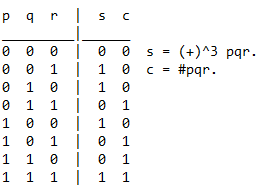 p q r | s c
_________|______
0 0 0 | 0 0 s = (+)^3 pqr.
0 0 1 | 1 0 c = #pqr.
0 1 0 | 1 0
0 1 1 | 0 1
1 0 0 | 1 0
1 0 1 | 0 1
1 1 0 | 0 1
1 1 1 | 1 1